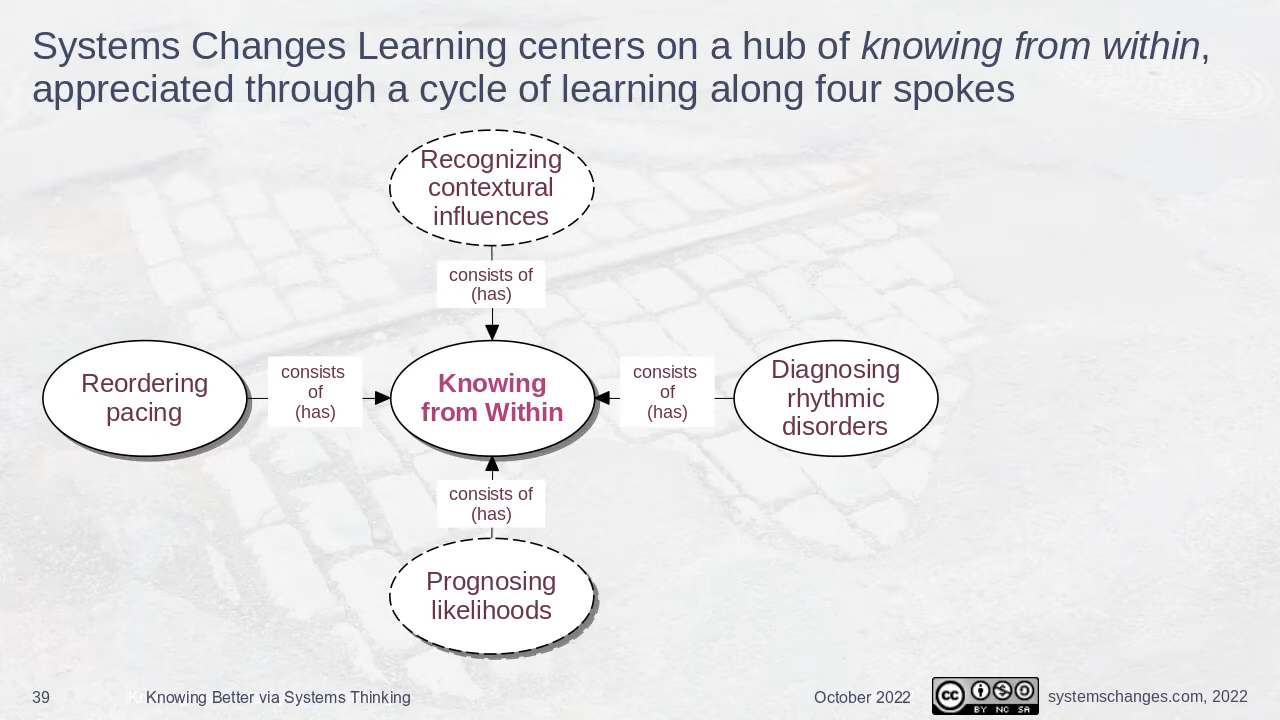 Systems Changes Learning centers on a hub of knowing from within,
appreciated through a cycle of learning along four spokes
Recognizing
contextural
influences
consists of
(has)
Reordering
pacing
consists
of
(has)
Knowing
from Within
consists
of
(has)
Diagnosing
rhythmic
disorders
consists of
(has)
Prognosing
likelihoods
39
Knowing Better via Systems Thinking
October 2022
cc
BY NC SA
systemschanges.com, 2022